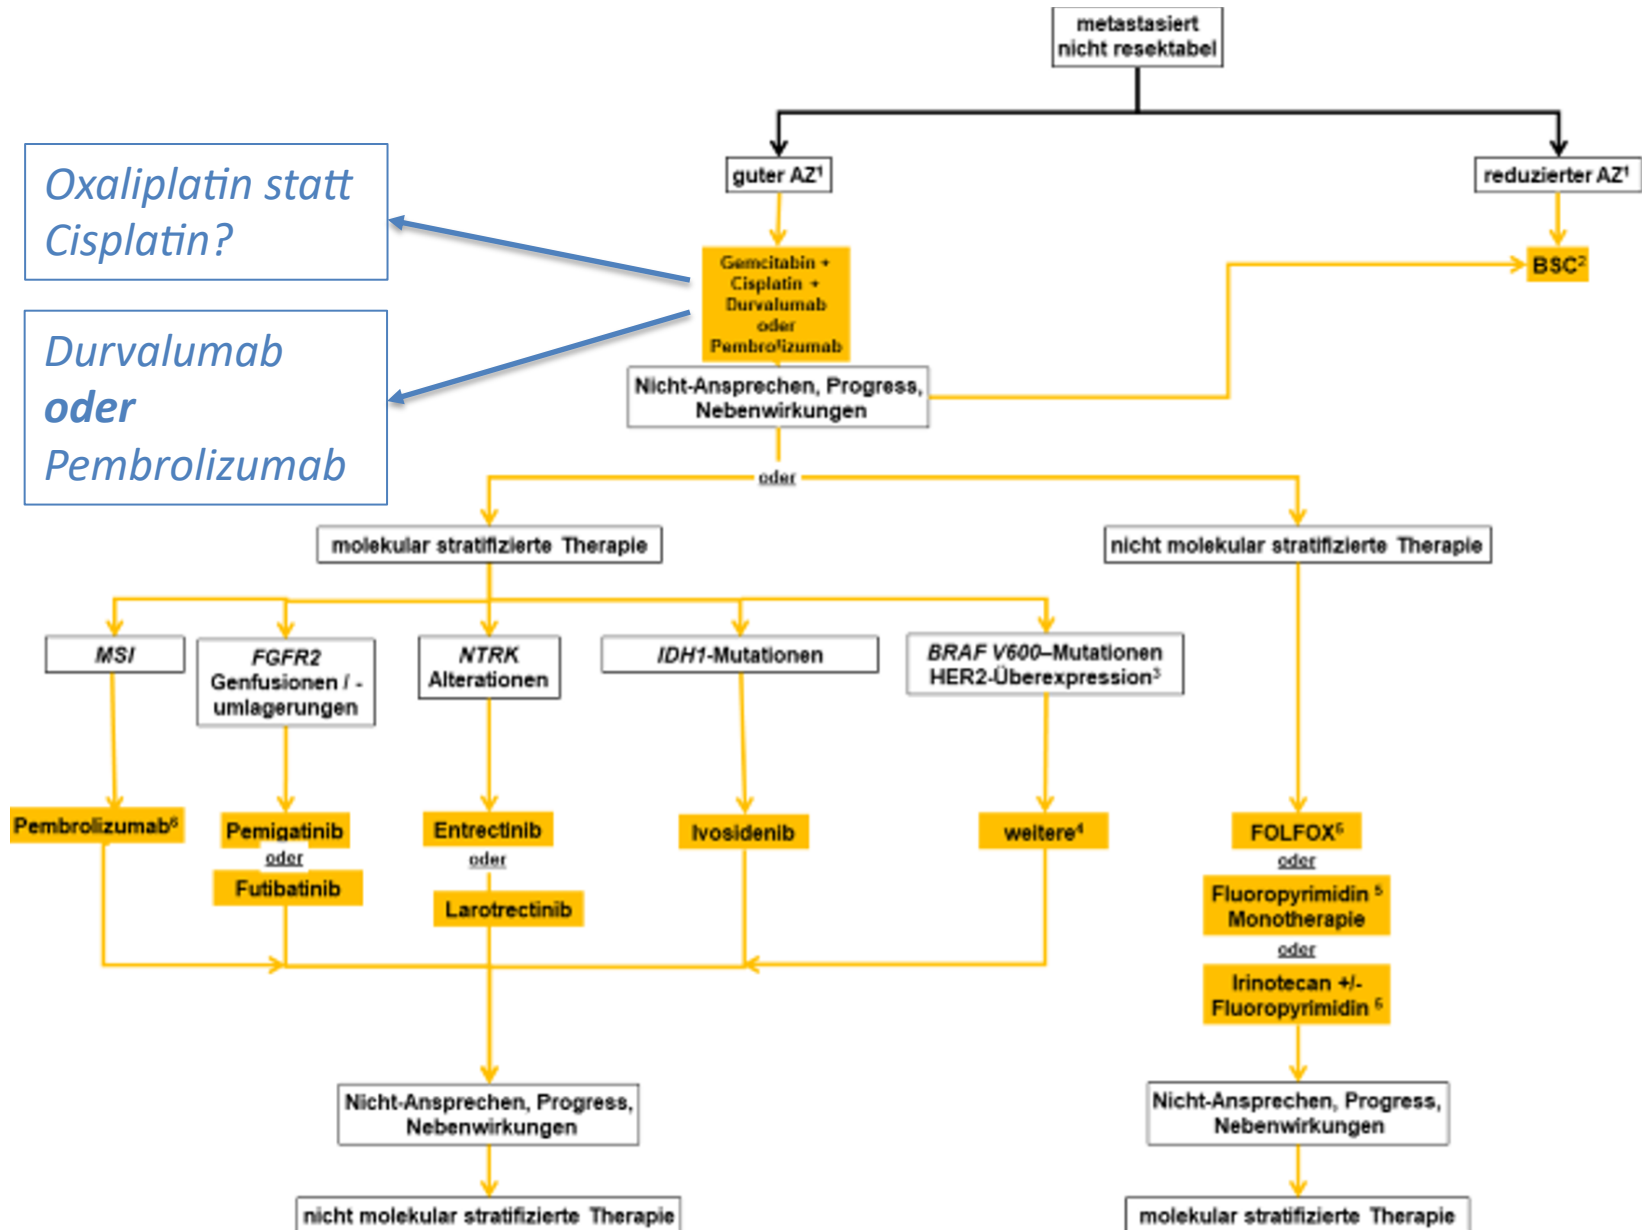 metastasiert
nicht resektabel
guter AZ¹
reduzierter AZ¹
Oxaliplatin statt
Cisplatin?
Durvalumab
oder
Pembrolizumab
Gemcitabin +
Cisplatin +
Durvalumab
oder
Pembrolizumab
BSC²
Nicht-Ansprechen, Progress,
Nebenwirkungen
oder
molekular stratifizierte Therapie
nicht molekular stratifizierte Therapie
MSI
FGFR2
Genfusionen / -
umlagerungen
NTRK
Alterationen
IDH1-Mutationen
BRAF V600–Mutationen
HER2-Überexpression³
Pembrolizumab⁶
Pemigatinib
oder
Futibatinib
Entrectinib
oder
Larotrectinib
Ivosidenib
weitere⁴
FOLFOX⁵
oder
Fluoropyrimidin ⁵
Monotherapie
oder
Irinotecan +/-
Fluoropyrimidin ⁵
Nicht-Ansprechen, Progress,
Nebenwirkungen
Nicht-Ansprechen, Progress,
Nebenwirkungen
nicht molekular stratifizierte Therapie
molekular stratifizierte Therapie